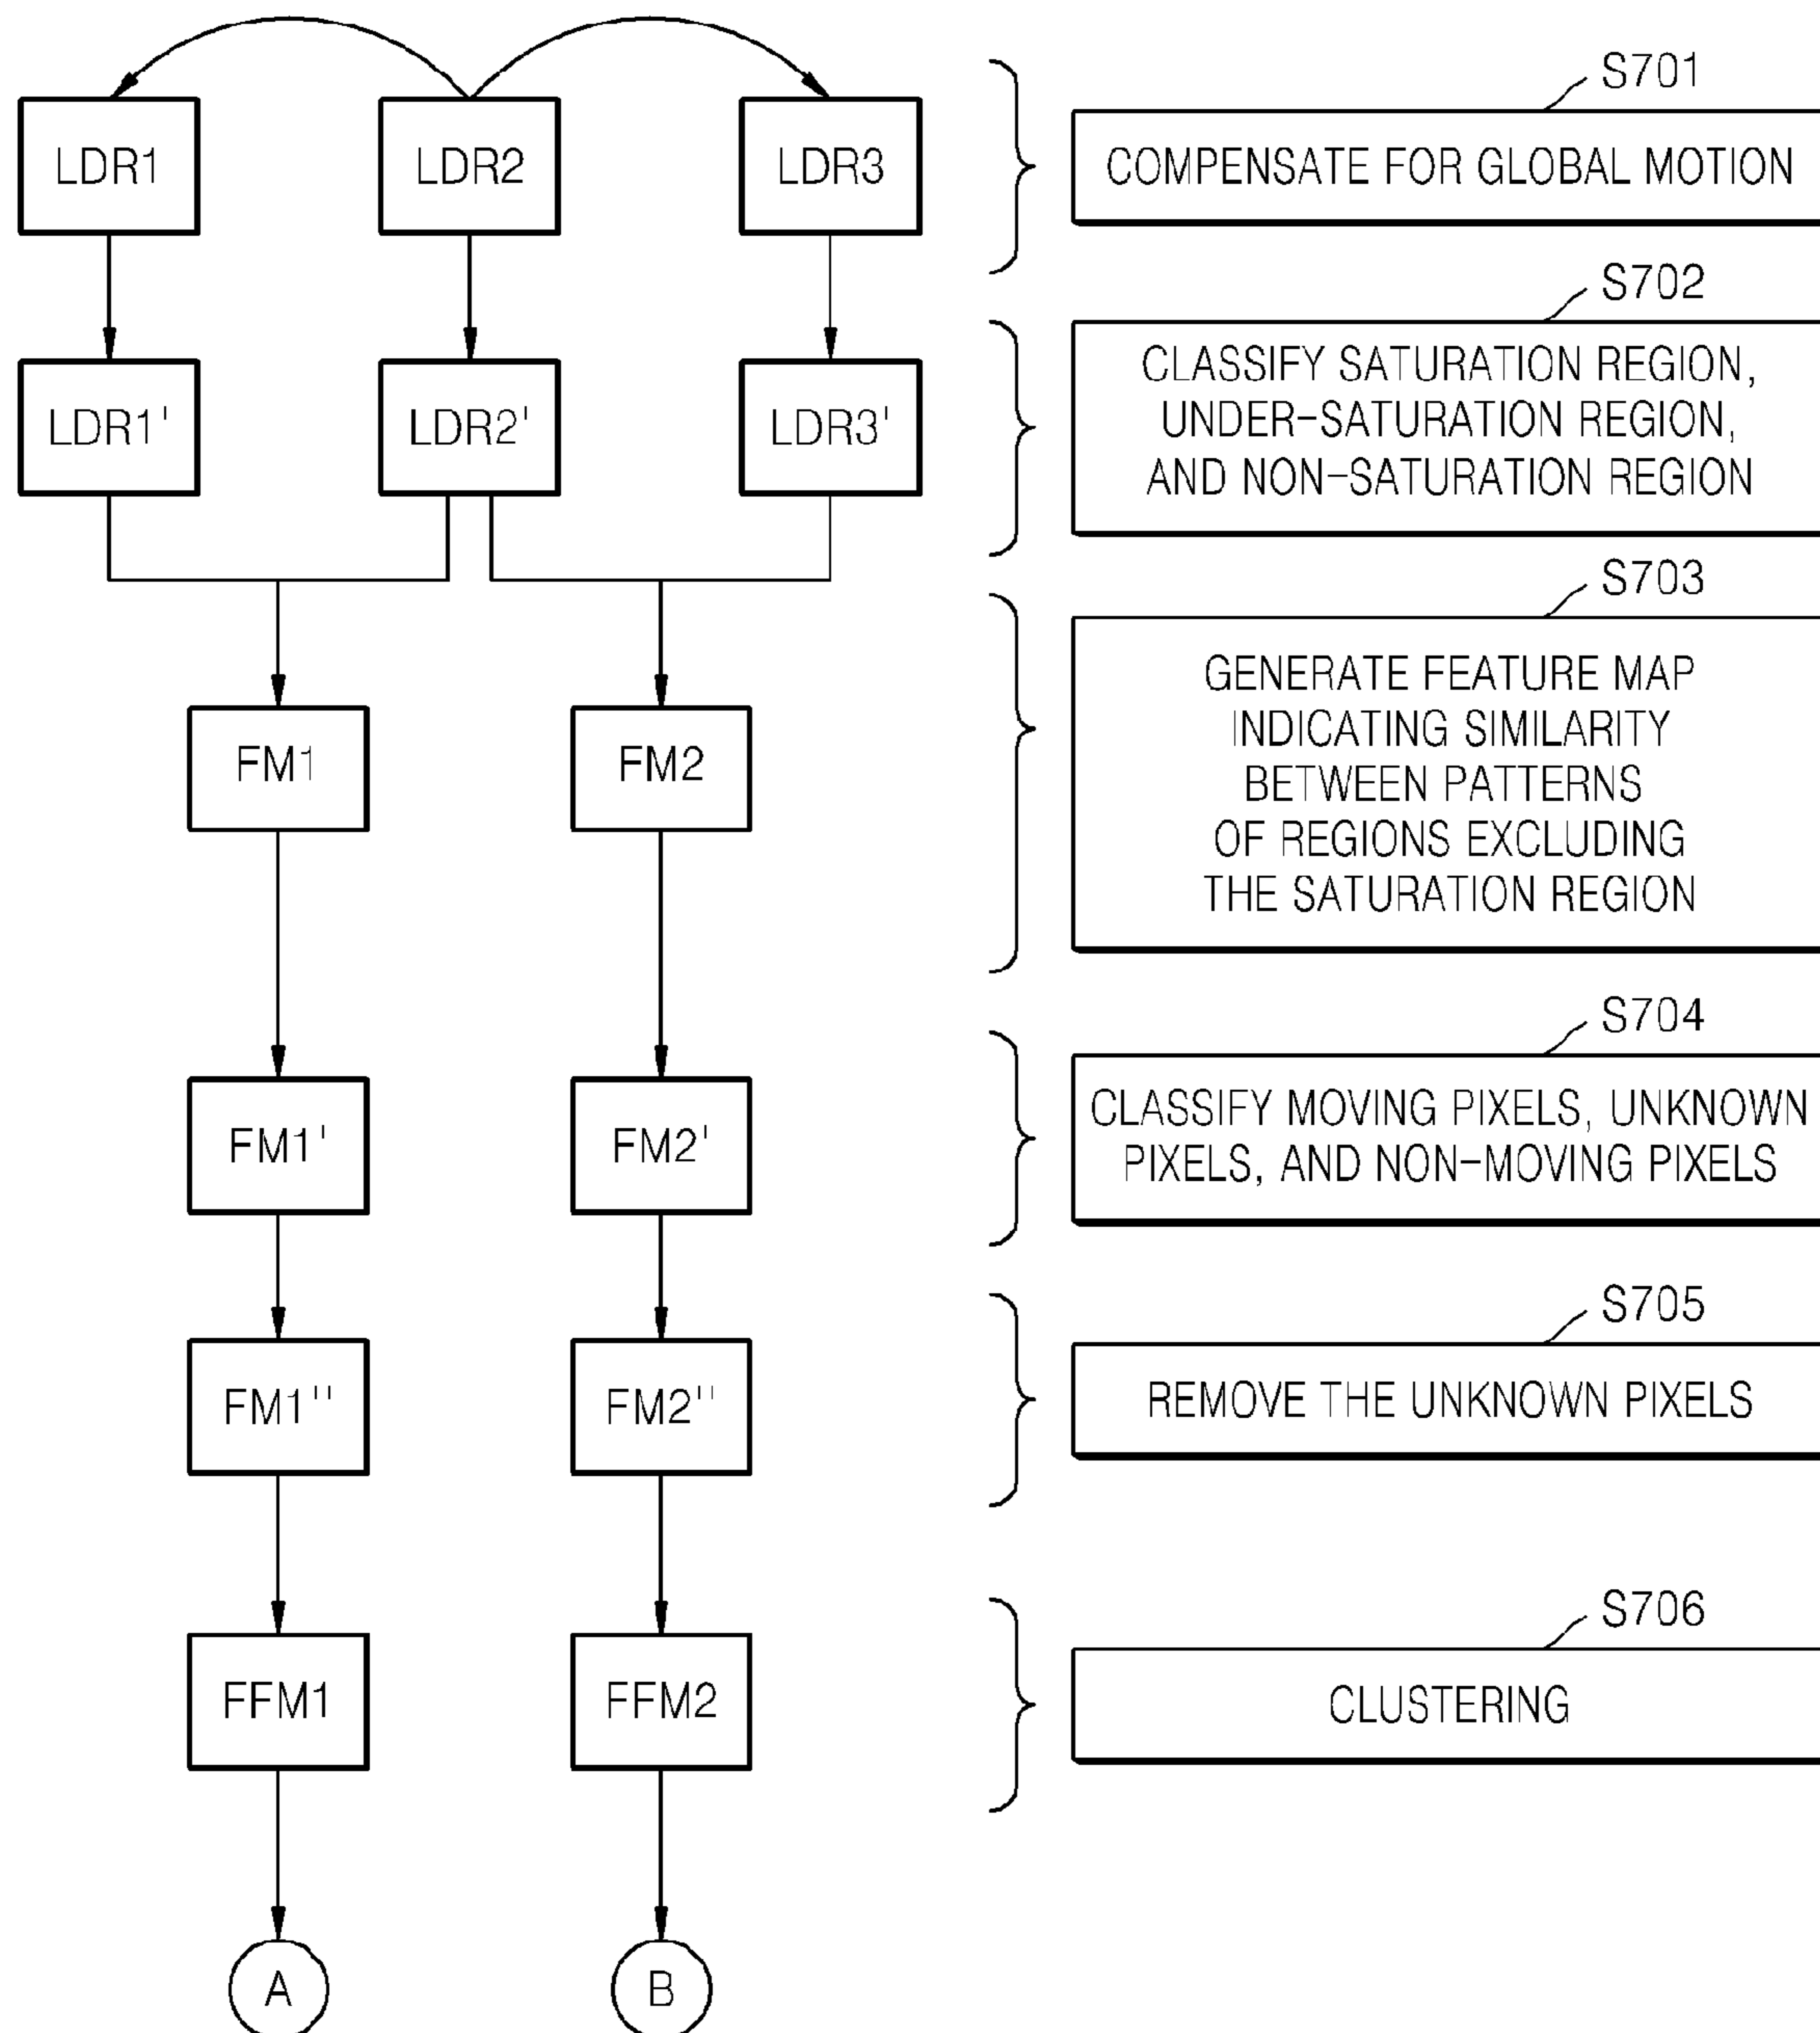 S701
LDR1 LDR2 LDR3
COMPENSATE FOR GLOBAL MOTION
S702
LDR1' LDR2' LDR3'
CLASSIFY SATURATION REGION,
UNDER-SATURATION REGION,
AND NON-SATURATION REGION
S703
FM1 FM2
GENERATE FEATURE MAP
INDICATING SIMILARITY
BETWEEN PATTERNS
OF REGIONS EXCLUDING
THE SATURATION REGION
S704
FM1' FM2'
CLASSIFY MOVING PIXELS, UNKNOWN
PIXELS, AND NON-MOVING PIXELS
S705
FM1'' FM2''
REMOVE THE UNKNOWN PIXELS
S706
FFM1 FFM2
CLUSTERING
A B